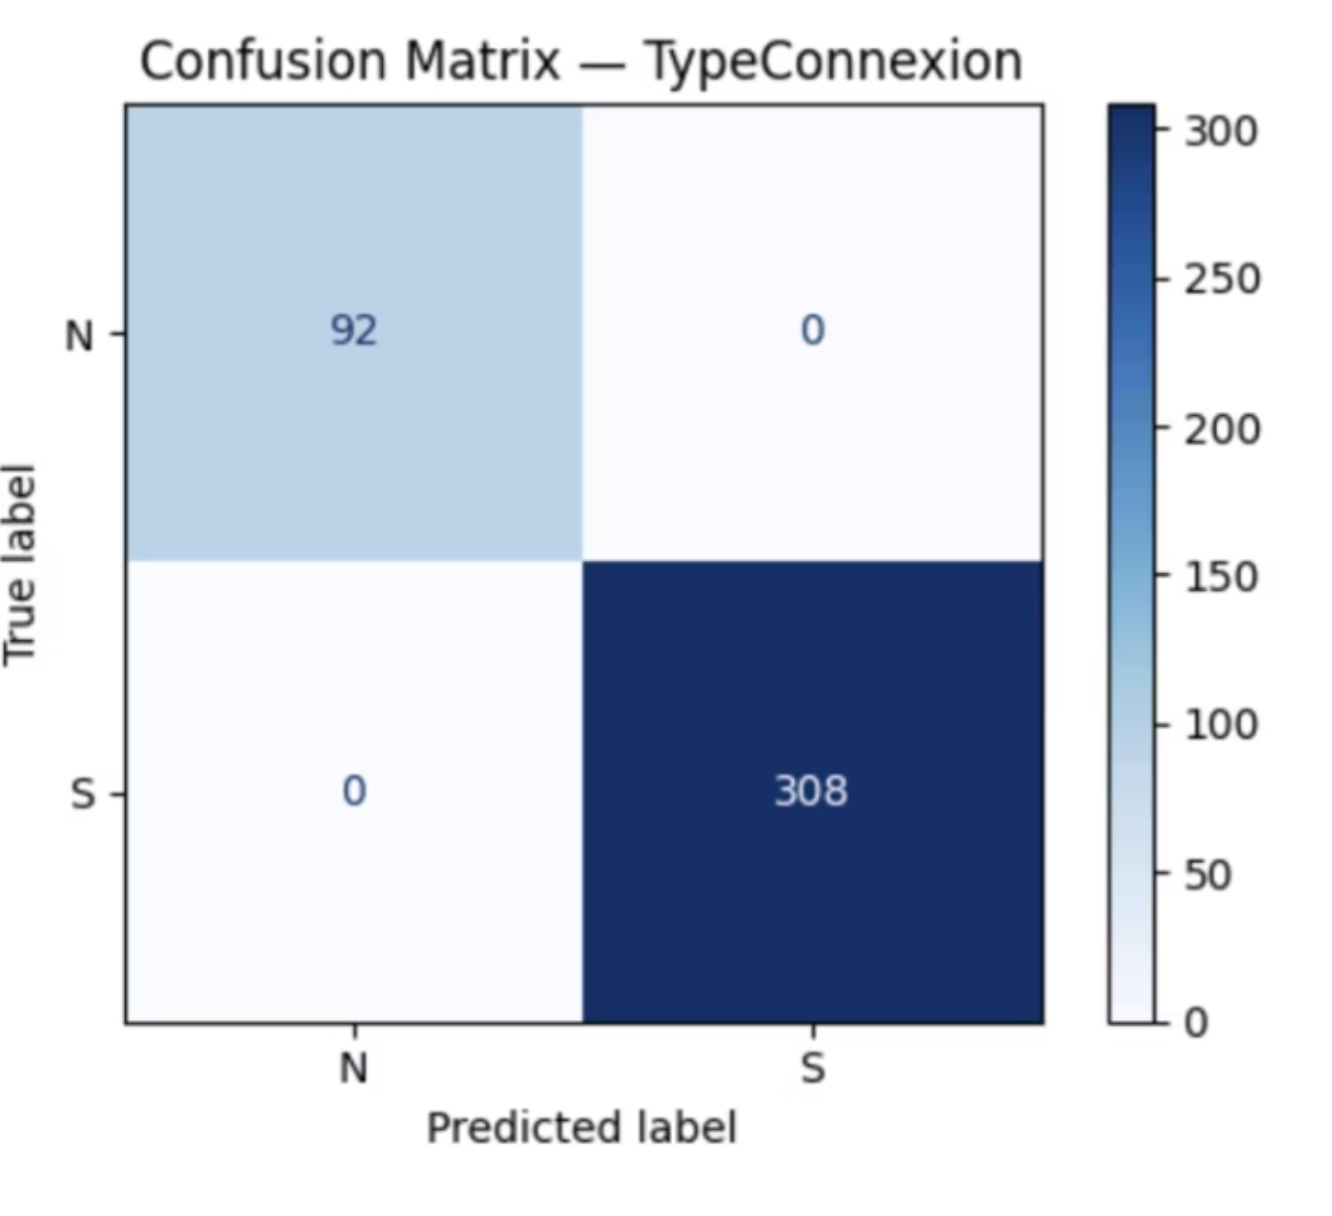 Confusion Matrix — TypeConnexion
300
250
200
150
100
50
0
True label
N
92
0
S
0
308
N
S
Predicted label